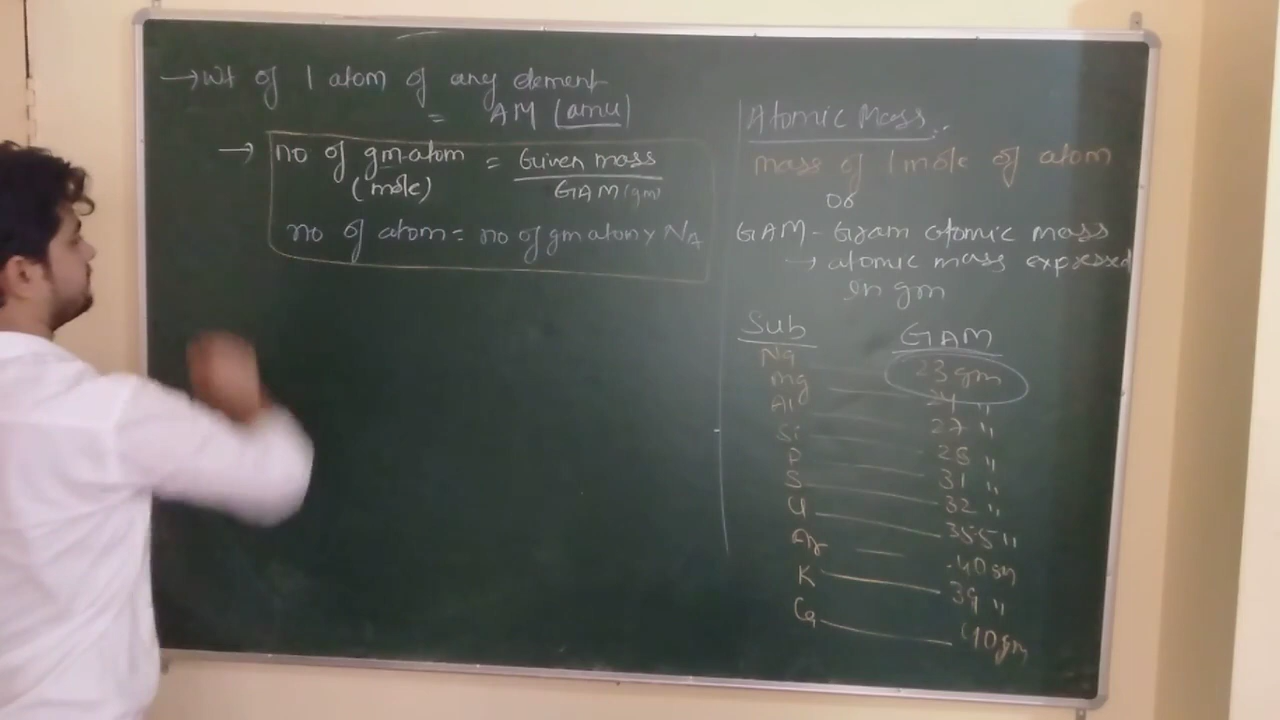 → wt of 1 atom of any element
= AM (amu)
→ no of gm-atom = Given mass
(mole) GAM (gm)
no of atom = no of gm atom × NA
Atomic Mass :-
mass of 1 mole of atom
Or
GAM - Gram atomic mass
→ atomic mass expressed
in gm
Sub GAM
Na 23 gm
Mg 24 "
Al 27 "
Si 28 "
P 31 "
S 32 "
Cl 35.5 "
Ar 40 gm
K 39 "
Ca 40 gm